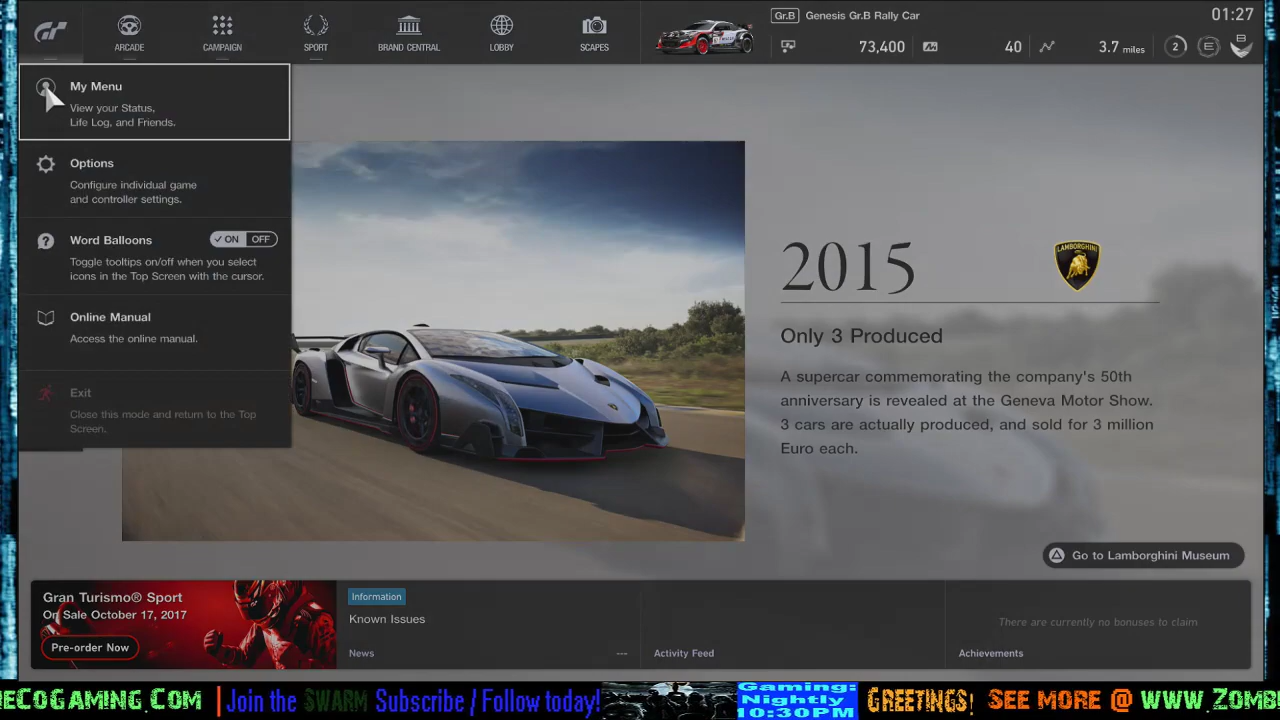 ARCADE
CAMPAIGN
SPORT
BRAND CENTRAL
LOBBY
SCAPES
Gr.B Genesis Gr.B Rally Car
73,400
40
3.7 miles
2
E
B
01:27
My Menu
View your Status,
Life Log, and Friends.
Options
Configure individual game
and controller settings.
Word Balloons
ON OFF
Toggle tooltips on/off when you select
icons in the Top Screen with the cursor.
Online Manual
Access the online manual.
Exit
Close this mode and return to the Top
Screen.
2015
LAMBORGHINI
Only 3 Produced
A supercar commemorating the company's 50th
anniversary is revealed at the Geneva Motor Show.
3 cars are actually produced, and sold for 3 million
Euro each.
Go to Lamborghini Museum
Gran Turismo® Sport
On Sale October 17, 2017
Pre-order Now
Information
Known Issues
News
---
Activity Feed
There are currently no bonuses to claim
Achievements
ECOGAMING.COM
Join the SWARM Subscribe / Follow today!
Gaming:
Nightly
10:30PM
GREETINGS!
SEE MORE @ WWW.ZOMB